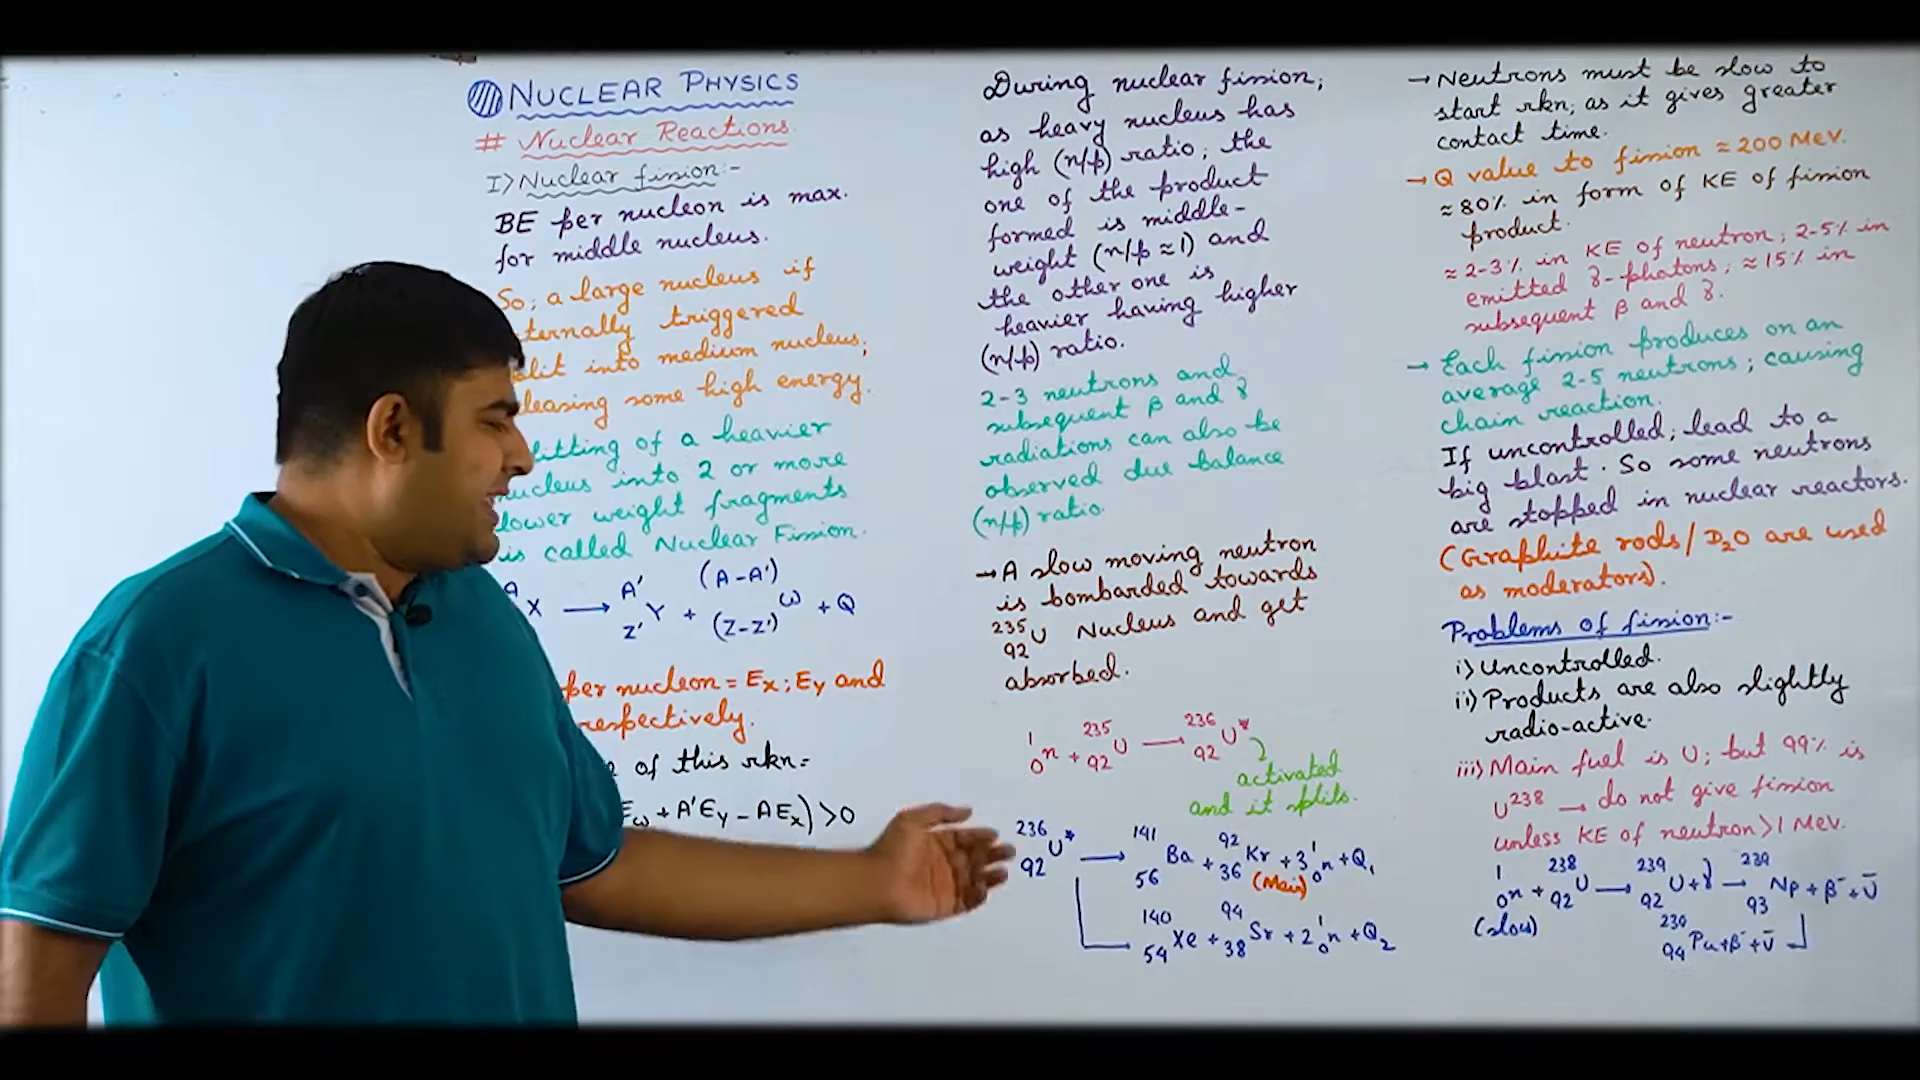 NUCLEAR PHYSICS
# Nuclear Reactions
I> Nuclear fission:-
BE per nucleon is max.
for middle nucleus.
So; a large nucleus if
ternally triggered
plit into medium nucleus;
leasing some high energy.
litting of a heavier
nucleus into 2 or more
lower weight fragments
is called Nuclear Fission.
A X → A' Z' Y + (A-A') (Z-Z') ω + Q
per nucleon = Ex; Ey and
respectively.
of this rkn=
Eω + A'Ey - AEx) > 0
During nuclear fission;
as heavy nucleus has
high (n/p) ratio; the
one of the product
formed is middle-
weight (n/p ≈ 1) and
the other one is
heavier having higher
(n/p) ratio.
2-3 neutrons and
subsequent β and γ
radiations can also be
observed due balance
(n/p) ratio.
→ A slow moving neutron
is bombarded towards
235 92 U Nucleus and get
absorbed.
1 0 n + 235 92 U → 236 92 U*
activated
and it splits.
236 92 U* → 141 56 Ba + 92 36 Kr + 3 1 0 n + Q1
(Main)
140 54 Xe + 94 38 Sr + 2 1 0 n + Q2
→ Neutrons must be slow to
start rkn; as it gives greater
contact time.
→ Q value to fission ≈ 200 MeV.
≈ 80% in form of KE of fission
product.
≈ 2-3% in KE of neutron; 2-5% in
emitted γ-photons; ≈ 15% in
subsequent β and γ.
→ Each fission produces on an
average 2-5 neutrons; causing
chain reaction.
If uncontrolled; lead to a
big blast. So some neutrons
are stopped in nuclear reactors.
(Graphite rods/D2O are used
as moderators).
Problems of fission:-
i) Uncontrolled.
ii) Products are also slightly
radio-active.
iii) Main fuel is U; but 99% is
U238 → do not give fission
unless KE of neutron > 1 MeV.
1 0 n + 238 92 U → 239 92 U + γ → 239 93 Np + β- + ν̄
(slow)
239 94 Pu + β- + ν̄